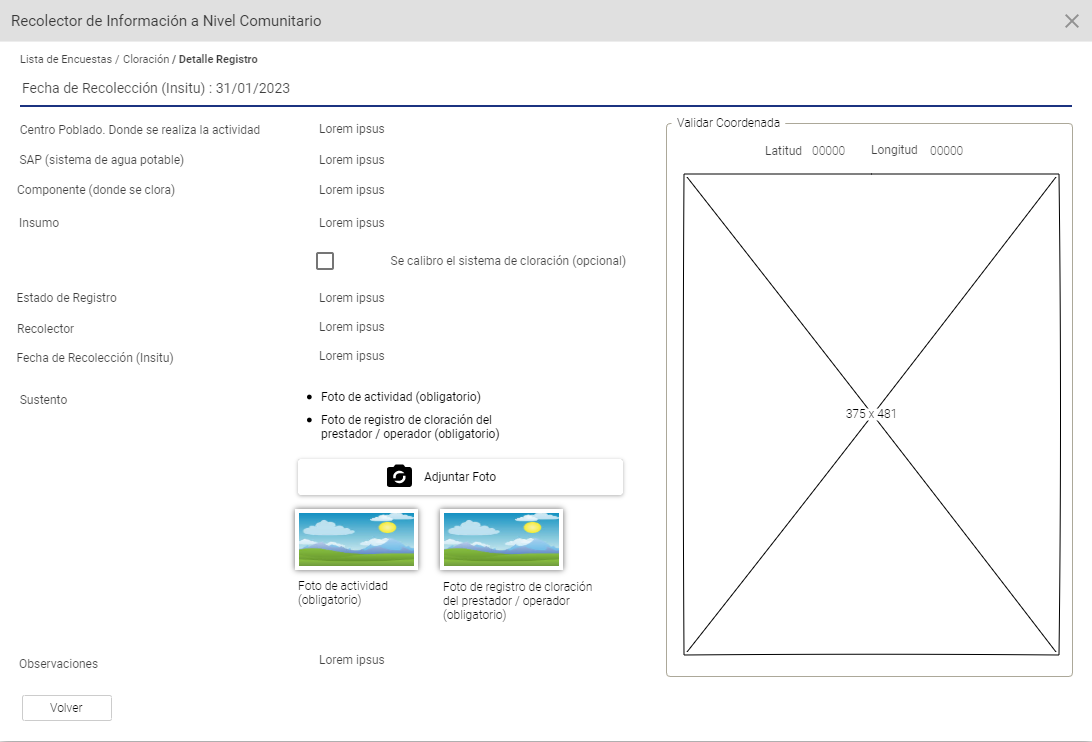 Recolector de Información a Nivel Comunitario
Lista de Encuestas / Cloración / Detalle Registro
Fecha de Recolección (Insitu) : 31/01/2023
Centro Poblado. Donde se realiza la actividad
Lorem ipsus
SAP (sistema de agua potable)
Lorem ipsus
Componente (donde se clora)
Lorem ipsus
Insumo
Lorem ipsus
Se calibro el sistema de cloración (opcional)
Estado de Registro
Lorem ipsus
Recolector
Lorem ipsus
Fecha de Recolección (Insitu)
Lorem ipsus
Sustento
• Foto de actividad (obligatorio)
• Foto de registro de cloración del
prestador / operador (obligatorio)
Adjuntar Foto
Foto de actividad
(obligatorio)
Foto de registro de cloración
del prestador / operador
(obligatorio)
Observaciones
Lorem ipsus
Volver
Validar Coordenada
Latitud 00000 Longitud 00000
375 x 481